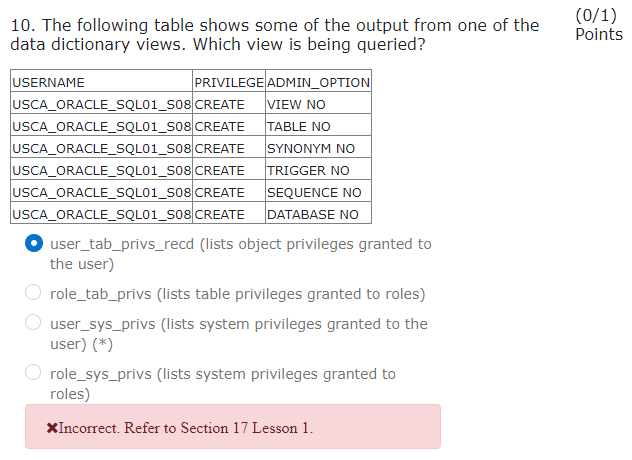 10. The following table shows some of the output from one of the
data dictionary views. Which view is being queried?
(0/1)
Points
USERNAME PRIVILEGE ADMIN_OPTION
USCA_ORACLE_SQL01_S08 CREATE VIEW NO
USCA_ORACLE_SQL01_S08 CREATE TABLE NO
USCA_ORACLE_SQL01_S08 CREATE SYNONYM NO
USCA_ORACLE_SQL01_S08 CREATE TRIGGER NO
USCA_ORACLE_SQL01_S08 CREATE SEQUENCE NO
USCA_ORACLE_SQL01_S08 CREATE DATABASE NO
user_tab_privs_recd (lists object privileges granted to
the user)
role_tab_privs (lists table privileges granted to roles)
user_sys_privs (lists system privileges granted to the
user) (*)
role_sys_privs (lists system privileges granted to
roles)
✖Incorrect. Refer to Section 17 Lesson 1.